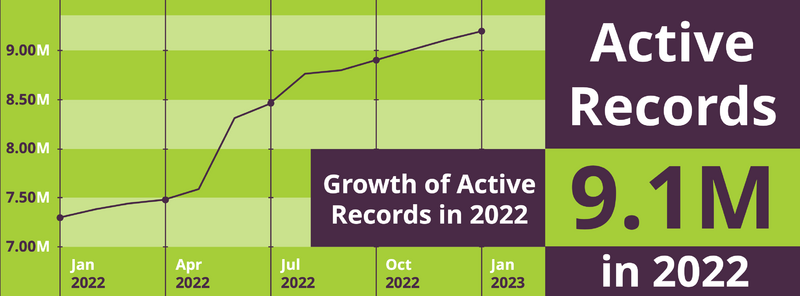 9.00M
8.50M
8.00M
7.50M
7.00M
Jan
2022
Apr
2022
Jul
2022
Oct
2022
Jan
2023
Growth of Active
Records in 2022
Active
Records
9.1M
in 2022